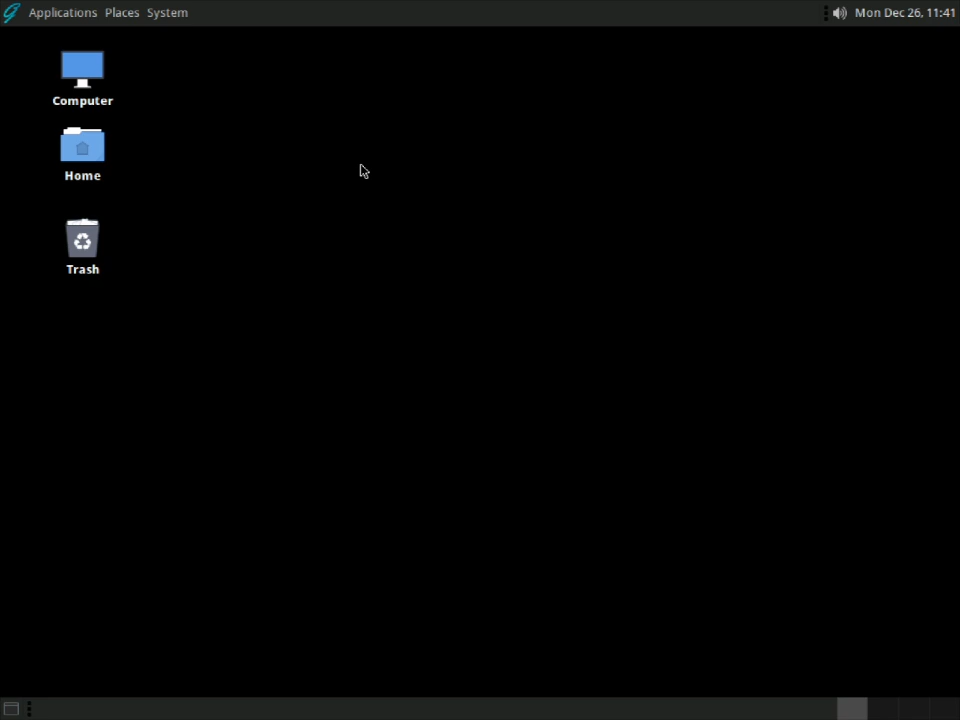 Applications Places System
Mon Dec 26, 11:41
Computer
Home
Trash